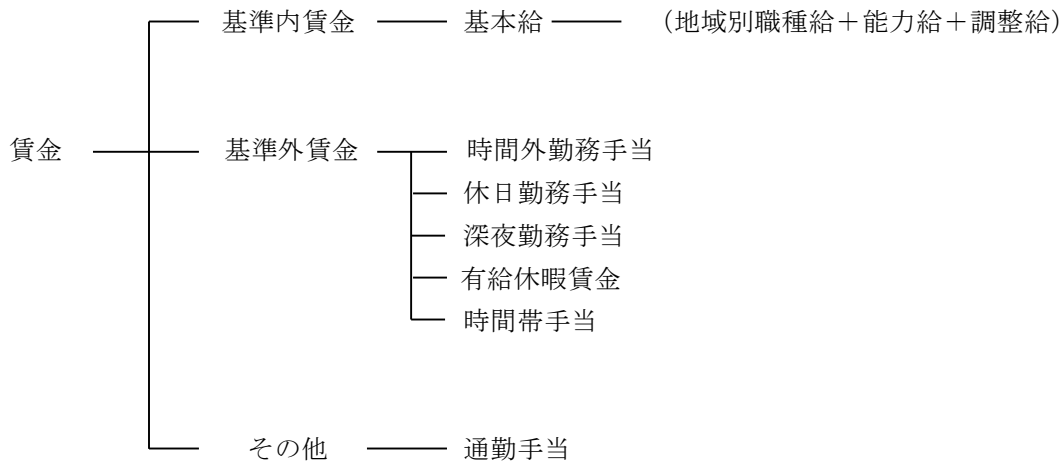 基準内賃金 基本給 （地域別職種給＋能力給＋調整給）
賃金 基準外賃金 時間外勤務手当
休日勤務手当
深夜勤務手当
有給休暇賃金
時間帯手当
その他 通勤手当